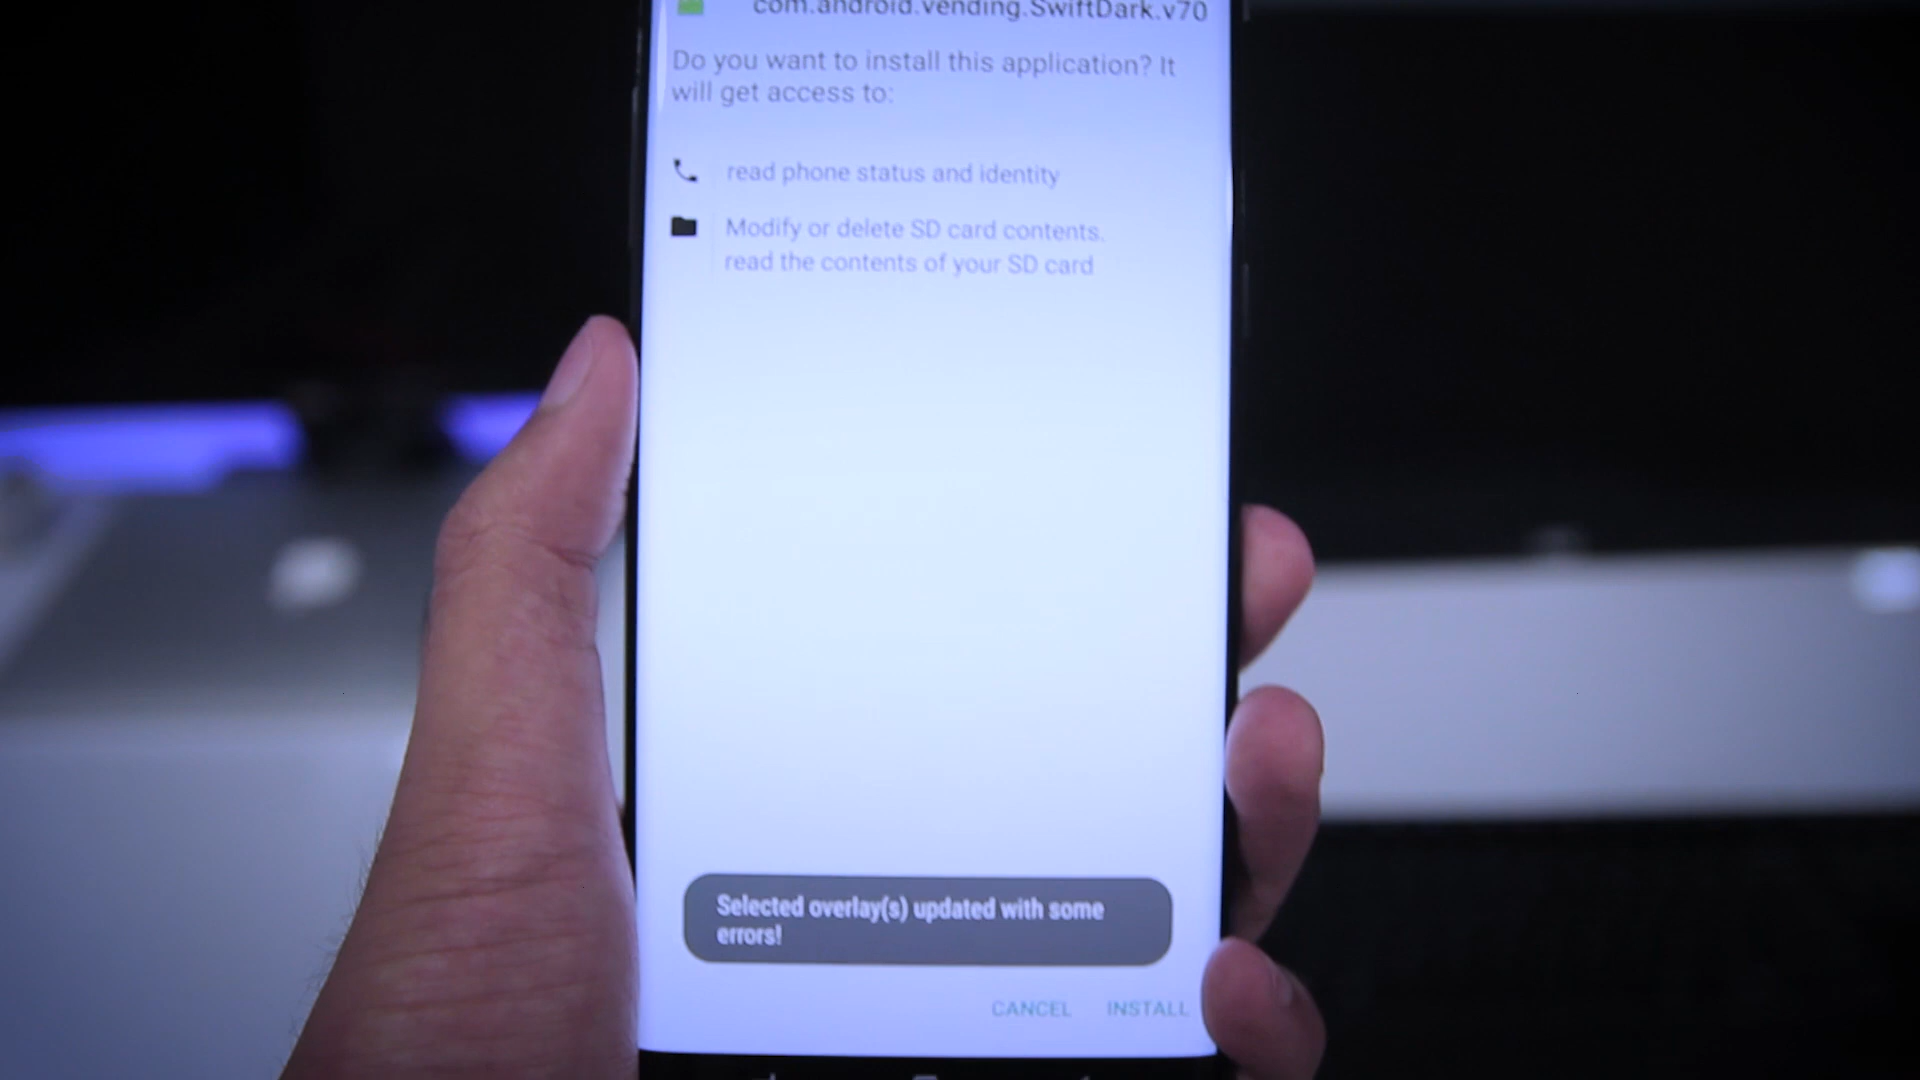 com.android.vending.SwiftDark.v70
Do you want to install this application? It
will get access to:
read phone status and identity
Modify or delete SD card contents.
read the contents of your SD card
Selected overlay(s) updated with some
errors!
CANCEL INSTALL